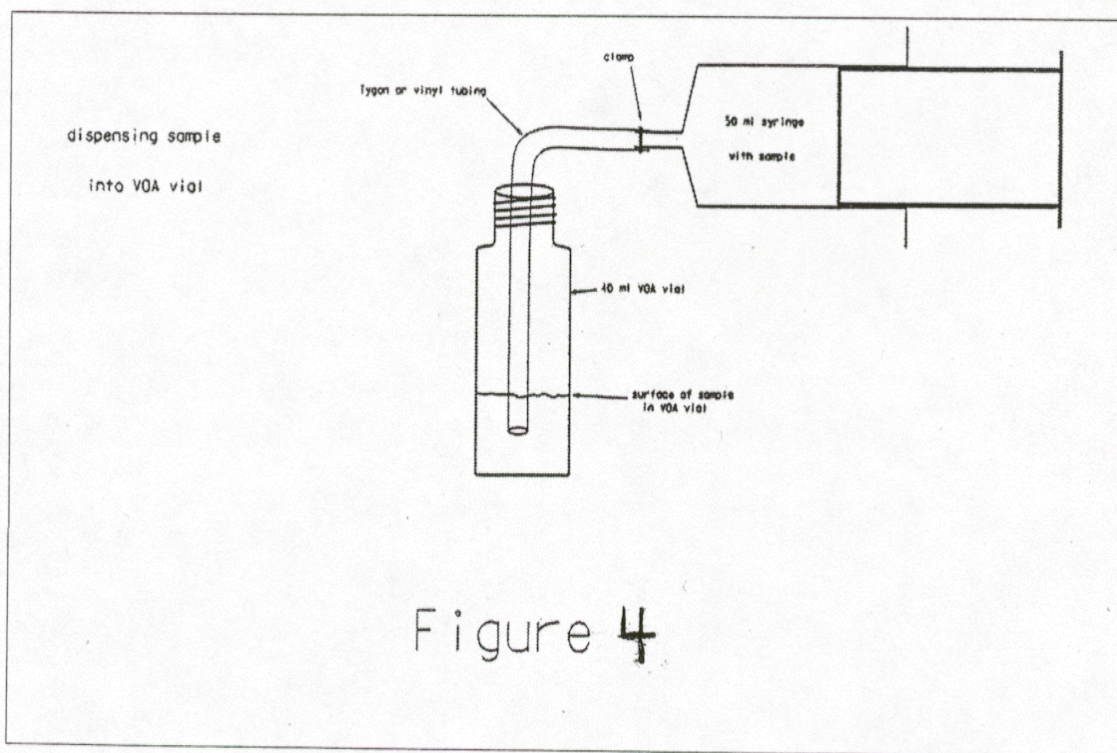 clamp
Tygon or vinyl tubing
dispensing sample
into VOA vial
50 ml syringe
with sample
40 ml VOA vial
surface of sample
in VOA vial
Figure 4